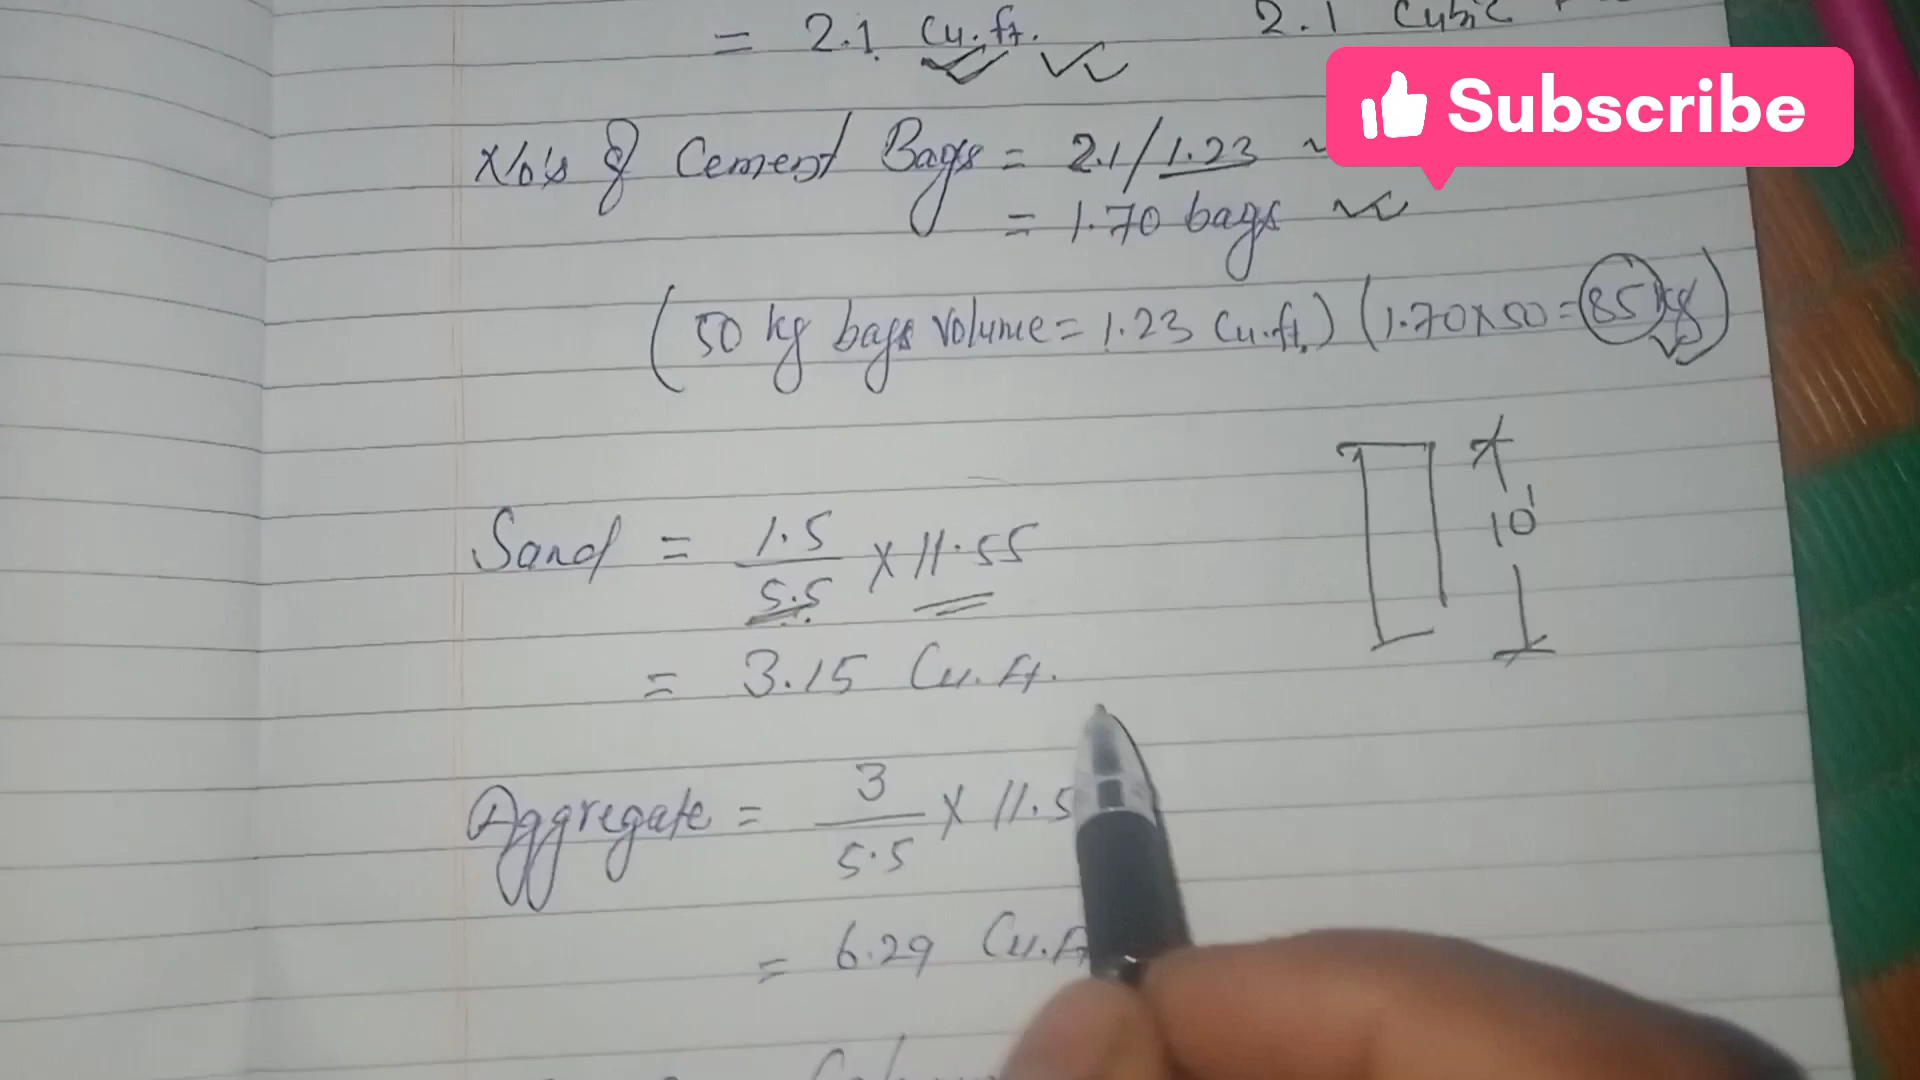 = 2.1 Cu.ft. 2.1 Cubic
Subscribe
No's of Cement Bags = 2.1/1.23
= 1.70 bags
(50 kg bags volume = 1.23 Cu.ft.) (1.70x50=85kg)
Sand = 1.5/5.5 x 11.55
10'
= 3.15 Cu.ft.
Aggregate = 3/5.5 x 11.5
= 6.29 Cu.ft